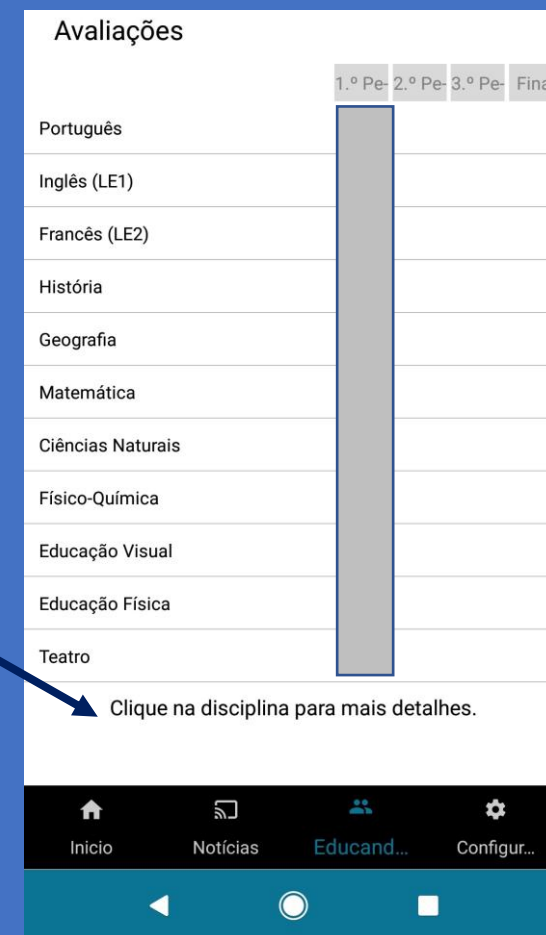 Avaliações
1.º Pe- 2.º Pe- 3.º Pe- Fina
Português
Inglês (LE1)
Francês (LE2)
História
Geografia
Matemática
Ciências Naturais
Físico-Química
Educação Visual
Educação Física
Teatro
Clique na disciplina para mais detalhes.
Inicio Notícias Educand... Configur...